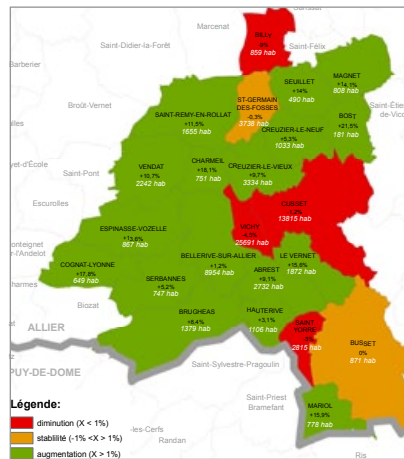 Marcenat
BILLY
859 hab
Saint-Didier-la-Forêt
Saint-Félix
Barberier
SEUILLET
+14%
490 hab
MAGNET
+14,1%
808 hab
ST-GERMAIN
DES-FOSSES
-0,3%
3736 hab
Broût-Vernet
SAINT-REMY-EN-ROLLAT
+11,5%
1655 hab
BOST
+21,5%
181 hab
CREUZIER-LE-NEUF
+5,3%
1033 hab
Saint-Pont
VENDAT
+10,7%
2242 hab
CHARMEIL
+18,1%
751 hab
CREUZIER-LE-VIEUX
+9,7%
3334 hab
Escurolles
CUSSET
13815 hab
VICHY
25691 hab
ESPINASSE-VOZELLE
+13,6%
867 hab
COGNAT-LYONNE
+17,8%
649 hab
BELLERIVE-SUR-ALLIER
+1,2%
8954 hab
LE VERNET
+15,6%
1872 hab
SERBANNES
+5,2%
747 hab
ABREST
+9,1%
2732 hab
Biozat
BRUGHEAS
+8,4%
1379 hab
HAUTERIVE
+3,1%
1106 hab
ALLIER
SAINT
YORRE
2815 hab
BUSSET
0%
871 hab
PUY-DE-DOME
Saint-Sylvestre-Pragoulin
Saint-Priest
Bramefant
MARIOL
+15,9%
778 hab
Légende:
diminution (X < 1%)
stabilité (-1% <X > 1%)
augmentation (X > 1%)
Randan
Ris